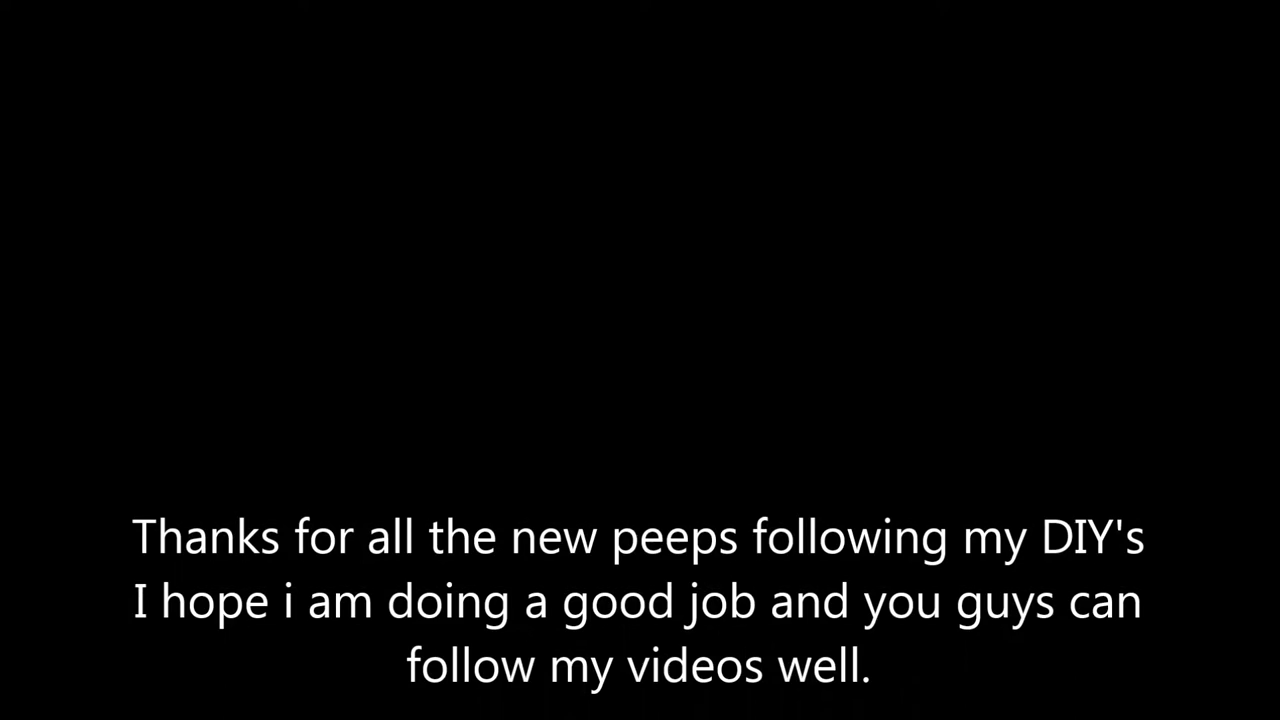 Thanks for all the new peeps following my DIY's
I hope i am doing a good job and you guys can
follow my videos well.